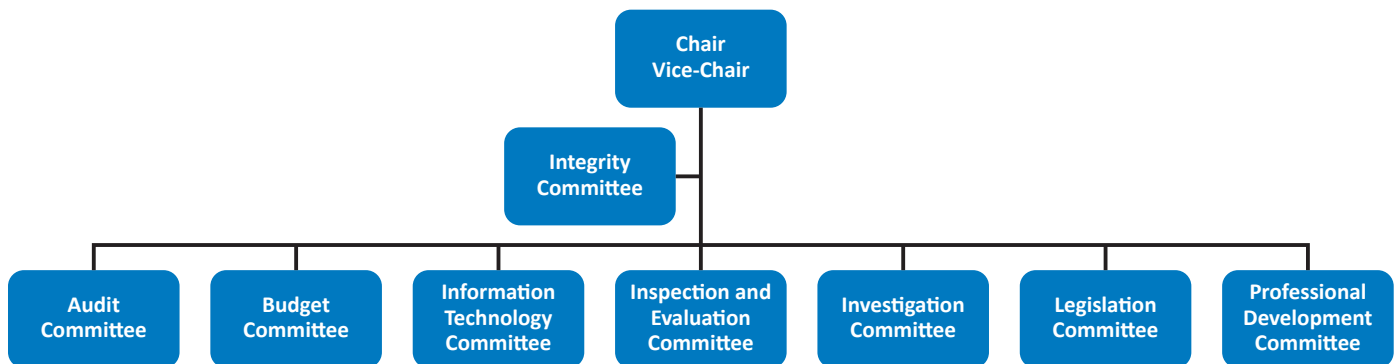 Chair
Vice-Chair
Integrity
Committee
Audit
Committee
Budget
Committee
Information
Technology
Committee
Inspection and
Evaluation
Committee
Investigation
Committee
Legislation
Committee
Professional
Development
Committee